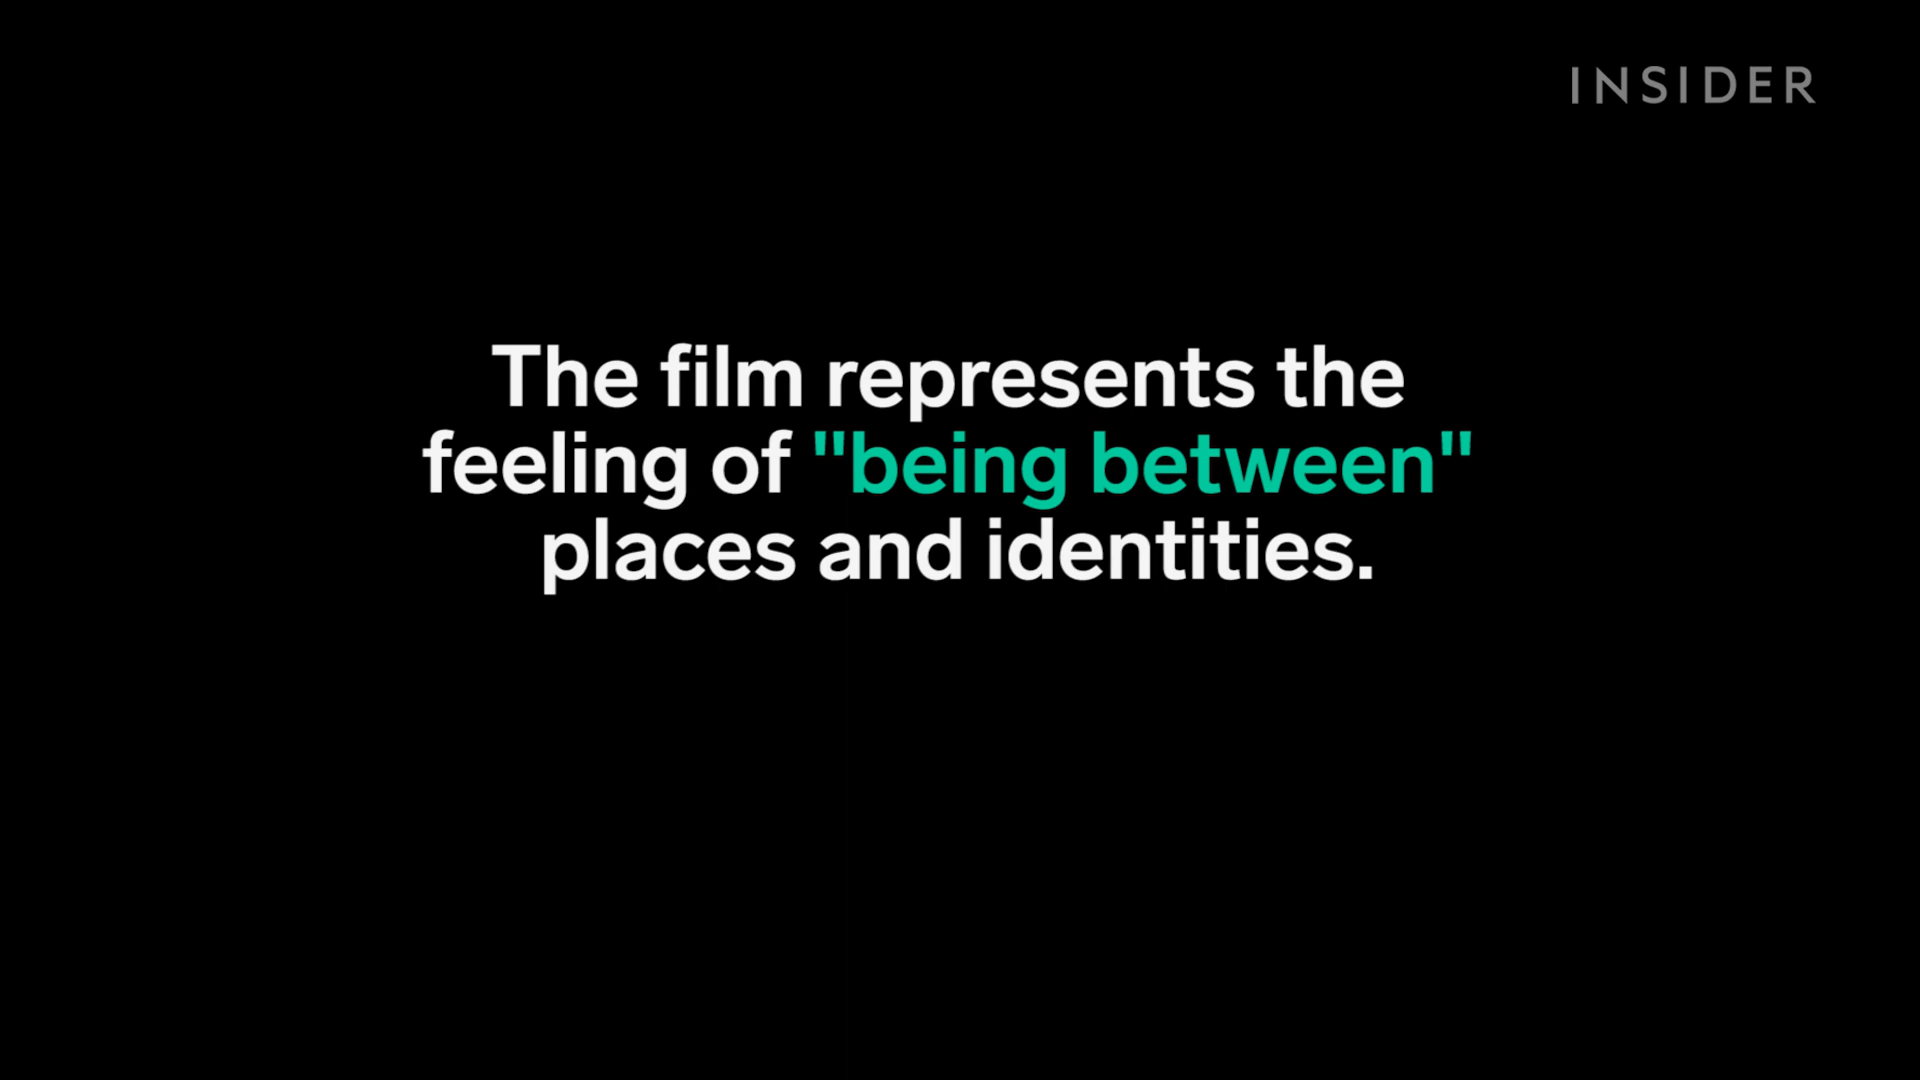 INSIDER
The film represents the
feeling of "being between"
places and identities.